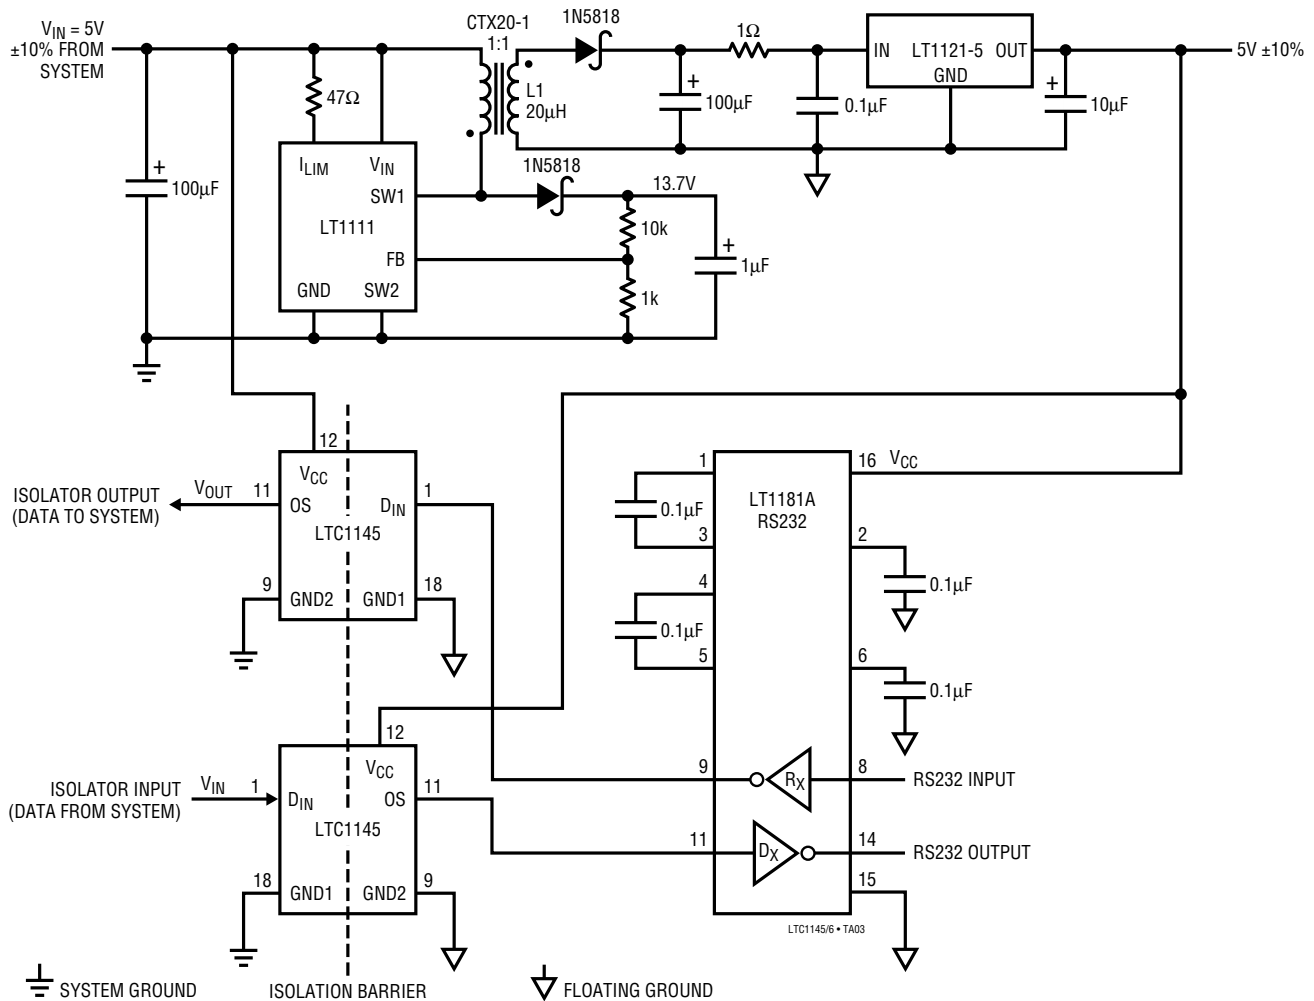 V_IN = 5V
±10% FROM
SYSTEM
CTX20-1
1:1
1N5818
1Ω
IN
LT1121-5
OUT
GND
5V ±10%
47Ω
L1
20µH
+
100µF
0.1µF
+
10µF
+
100µF
I_LIM
V_IN
SW1
LT1111
FB
GND
SW2
1N5818
13.7V
10k
1k
+
1µF
12
V_CC
ISOLATOR OUTPUT
(DATA TO SYSTEM)
V_OUT
11
OS
D_IN
1
LTC1145
9
GND2
GND1
18
1
16
V_CC
LT1181A
RS232
0.1µF
3
2
0.1µF
4
0.1µF
5
6
0.1µF
12
V_CC
ISOLATOR INPUT
(DATA FROM SYSTEM)
V_IN
1
D_IN
OS
11
LTC1145
18
GND1
GND2
9
9
R_X
8
RS232 INPUT
11
D_X
14
RS232 OUTPUT
15
LTC1145/6 • TA03
SYSTEM GROUND
ISOLATION BARRIER
FLOATING GROUND